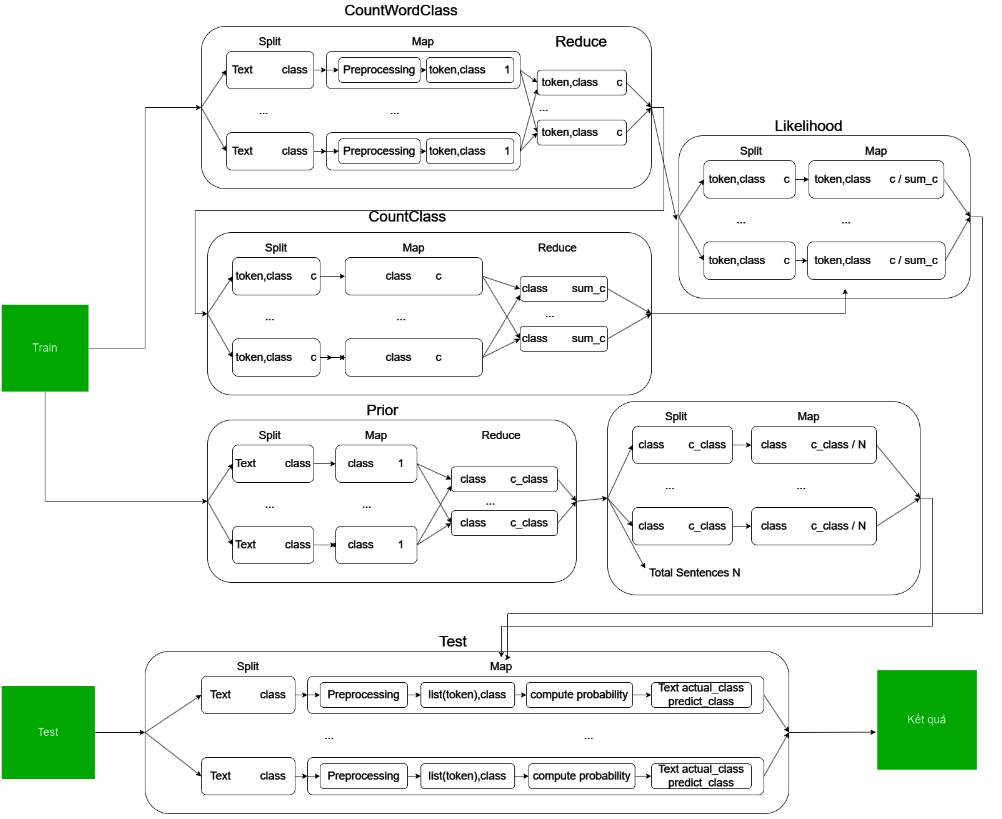 CountWordClass
Split Map Reduce
Text class Preprocessing token,class 1
token,class c
... ... ...
token,class c
Text class Preprocessing token,class 1
Likelihood
Split Map
token,class c token,class c / sum_c
... ...
token,class c token,class c / sum_c
CountClass
Split Map Reduce
token,class c class c
class sum_c
... ... ...
class sum_c
token,class c class c
Train
Prior
Split Map Reduce
Text class class 1
class c_class
... ... ...
class c_class
Text class class 1
Split Map
class c_class class c_class / N
... ...
class c_class class c_class / N
Total Sentences N
Test
Split Map
Text class Preprocessing list(token),class compute probability Text actual_class
predict_class
... ...
Text class Preprocessing list(token),class compute probability Text actual_class
predict_class
Test
Kết quả